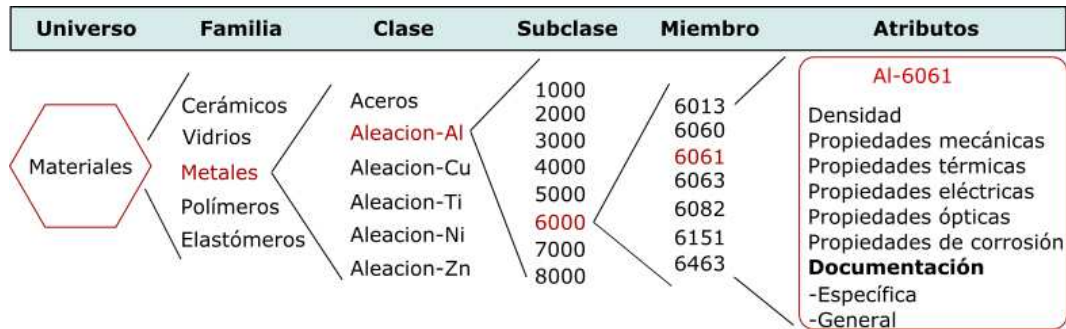 Universo
Familia
Clase
Subclase
Miembro
Atributos
Materiales
Cerámicos
Vidrios
Metales
Polímeros
Elastómeros
Aceros
Aleacion-Al
Aleacion-Cu
Aleacion-Ti
Aleacion-Ni
Aleacion-Zn
1000
2000
3000
4000
5000
6000
7000
8000
6013
6060
6061
6063
6082
6151
6463
Al-6061
Densidad
Propiedades mecánicas
Propiedades térmicas
Propiedades eléctricas
Propiedades ópticas
Propiedades de corrosión
Documentación
-Específica
-General